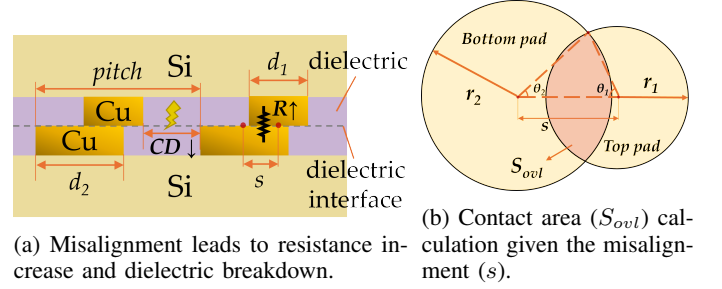 Si
pitch
d1
dielectric
Cu
R↑
Cu
CD ↓
dielectric
interface
d2
Si
s
(a) Misalignment leads to resistance in-
crease and dielectric breakdown.
Bottom pad
r2
θ2
θ1
r1
s
Top pad
Sovl
(b) Contact area (Sovl) cal-
culation given the misalign-
ment (s).